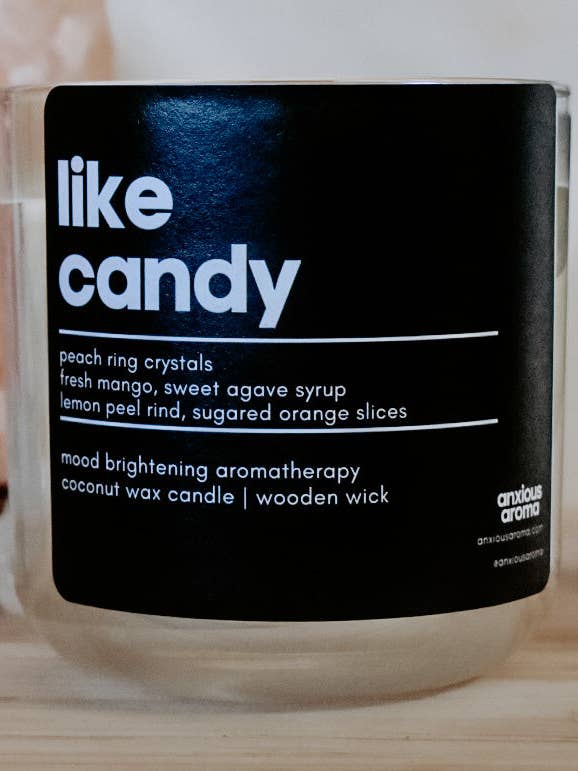 like
candy
peach ring crystals
fresh mango, sweet agave syrup
lemon peel rind, sugared orange slices
mood brightening aromatherapy
coconut wax candle | wooden wick
anxious
aroma
anxiousaroma.com
@anxiousaroma